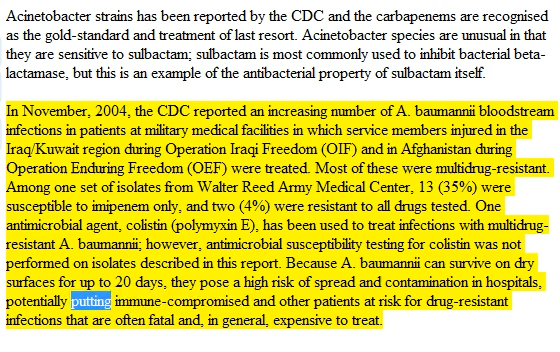 Acinetobacter strains has been reported by the CDC and the carbapenems are recognised
as the gold-standard and treatment of last resort. Acinetobacter species are unusual in that
they are sensitive to sulbactam; sulbactam is most commonly used to inhibit bacterial beta-
lactamase, but this is an example of the antibacterial property of sulbactam itself.
In November, 2004, the CDC reported an increasing number of A. baumannii bloodstream
infections in patients at military medical facilities in which service members injured in the
Iraq/Kuwait region during Operation Iraqi Freedom (OIF) and in Afghanistan during
Operation Enduring Freedom (OEF) were treated. Most of these were multidrug-resistant.
Among one set of isolates from Walter Reed Army Medical Center, 13 (35%) were
susceptible to imipenem only, and two (4%) were resistant to all drugs tested. One
antimicrobial agent, colistin (polymyxin E), has been used to treat infections with multidrug-
resistant A. baumannii; however, antimicrobial susceptibility testing for colistin was not
performed on isolates described in this report. Because A. baumannii can survive on dry
surfaces for up to 20 days, they pose a high risk of spread and contamination in hospitals,
potentially putting immune-compromised and other patients at risk for drug-resistant
infections that are often fatal and, in general, expensive to treat.